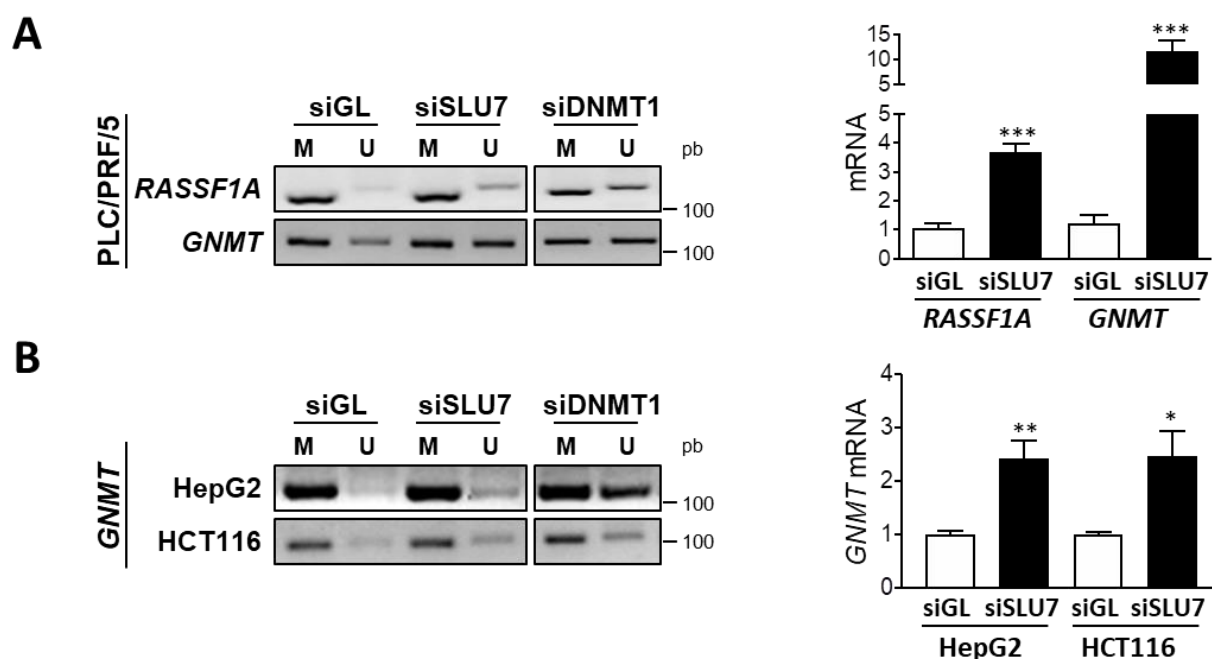 A
siGL siSLU7 siDNMT1
M U M U M U pb
PLC/PRF/5
RASSF1A
100
GNMT
100
mRNA
15
10
5
4
3
2
1
0
***
***
siGL siSLU7 siGL siSLU7
RASSF1A GNMT
B
siGL siSLU7 siDNMT1
M U M U M U pb
GNMT
HepG2
100
HCT116
100
GNMT mRNA
4
3
2
1
0
**
*
siGL siSLU7 siGL siSLU7
HepG2 HCT116